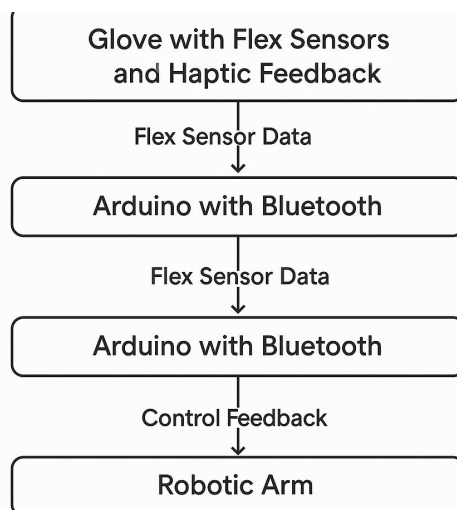 Glove with Flex Sensors
and Haptic Feedback
Flex Sensor Data
Arduino with Bluetooth
Flex Sensor Data
Arduino with Bluetooth
Control Feedback
Robotic Arm